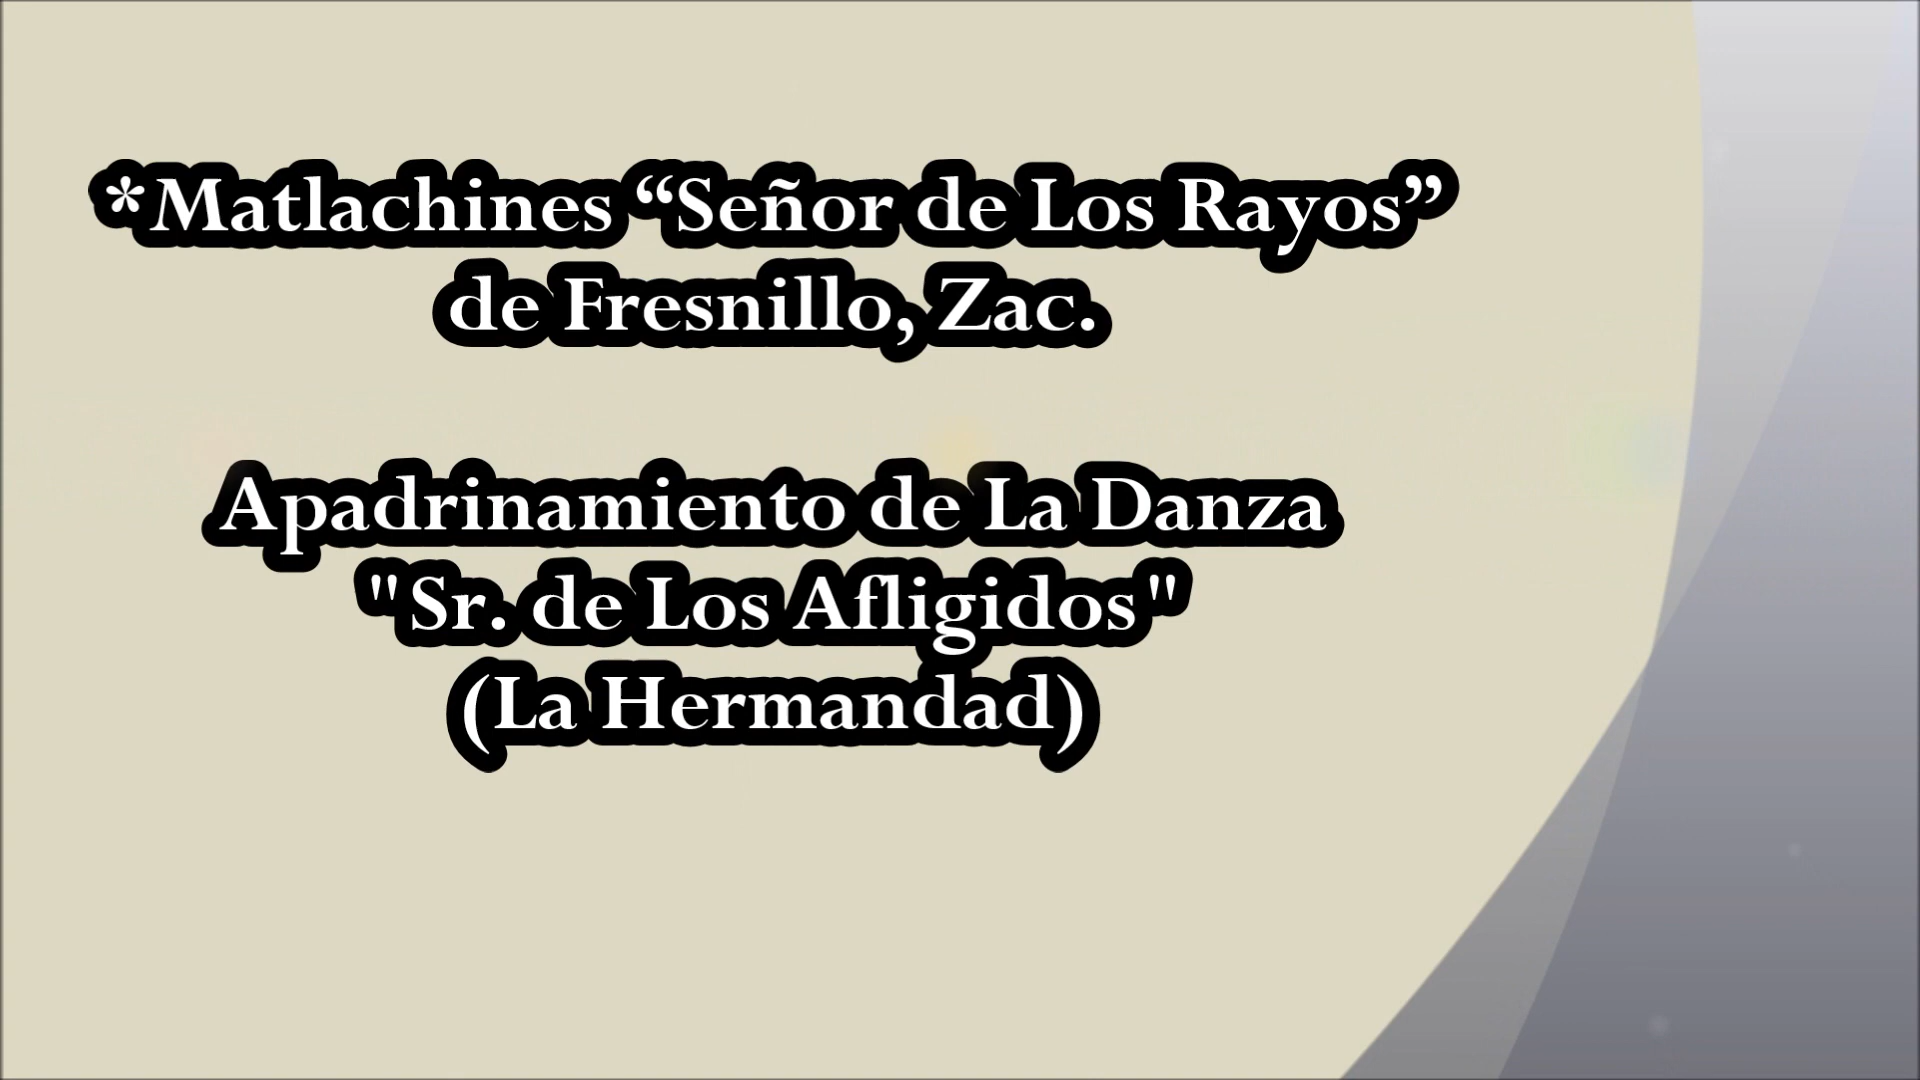 *Matlachines “Señor de Los Rayos”
de Fresnillo, Zac.
Apadrinamiento de La Danza
"Sr. de Los Afligidos"
(La Hermandad)